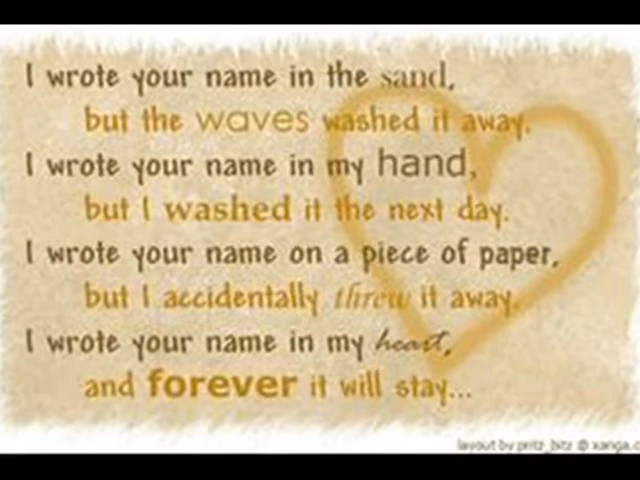 I wrote your name in the sand,
but the waves washed it away.
I wrote your name in my hand,
but I washed it the next day.
I wrote your name on a piece of paper,
but I accidentally threw it away.
I wrote your name in my heart,
and forever it will stay...
layout by pritz_bitz @ xanga.c